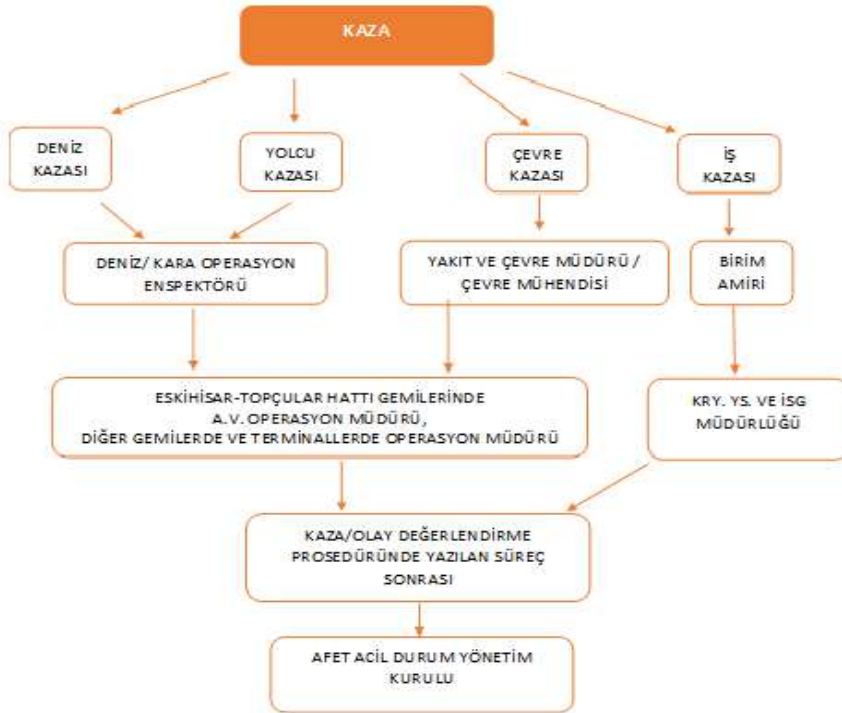 KAZA
DENİZ
KAZASI
YOLCU
KAZASI
ÇEVRE
KAZASI
İŞ
KAZASI
DENİZ/ KARA OPERASYON
ENSPEKTÖRÜ
YAKIT VE ÇEVRE MÜDÜRÜ /
ÇEVRE MÜHENDİSİ
BİRİM
AMİRİ
ESKİHİSAR-TOPÇULAR HATTI GEMİLERİNDE
A.V. OPERASYON MÜDÜRÜ,
DİĞER GEMİLERDE VE TERMİNALLERDE OPERASYON MÜDÜRÜ
KRY. YS. VE İSG
MÜDÜRLÜĞÜ
KAZA/OLAY DEĞERLENDİRME
PROSEDÜRÜNDE YAZILAN SÜREÇ
SONRASI
AFET ACİL DURUM YÖNETİM
KURULU